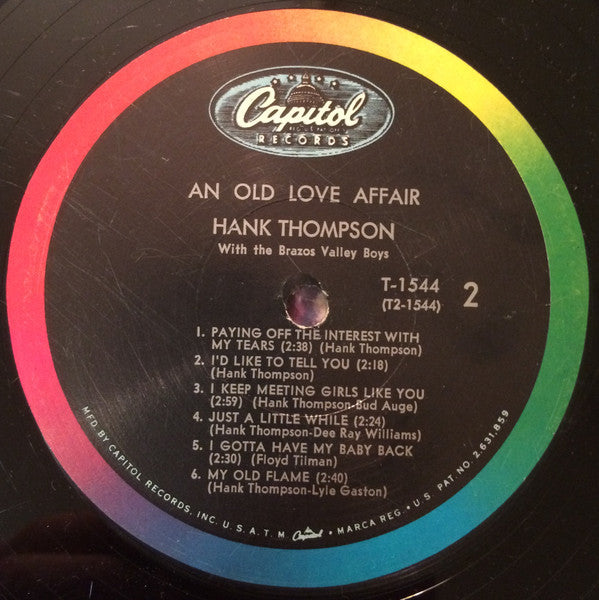 Capitol
RECORDS
AN OLD LOVE AFFAIR
HANK THOMPSON
With the Brazos Valley Boys
T-1544
(T2-1544)
2
1. PAYING OFF THE INTEREST WITH
MY TEARS (2:38) (Hank Thompson)
2. I'D LIKE TO TELL YOU (2:18)
(Hank Thompson)
3. I KEEP MEETING GIRLS LIKE YOU
(2:59) (Hank Thompson-Bud Auge)
4. JUST A LITTLE WHILE (2:24)
(Hank Thompson-Dee Ray Williams)
5. I GOTTA HAVE MY BABY BACK
(2:30) (Floyd Tilman)
6. MY OLD FLAME (2:40)
(Hank Thompson-Lyle Gaston)
MFD. BY CAPITOL RECORDS, INC. U.S.A. T.M. Capitol • MARCA REG. • U.S. PAT. NO. 2,631,859